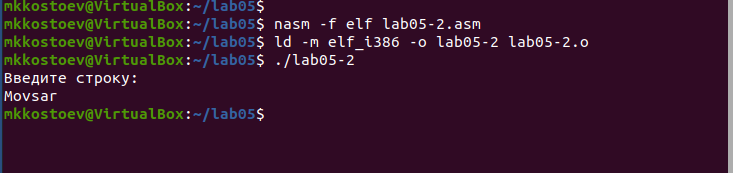 mkkostoev@VirtualBox:~/lab05$
mkkostoev@VirtualBox:~/lab05$ nasm -f elf lab05-2.asm
mkkostoev@VirtualBox:~/lab05$ ld -m elf_i386 -o lab05-2 lab05-2.o
mkkostoev@VirtualBox:~/lab05$ ./lab05-2
Введите строку:
Movsar
mkkostoev@VirtualBox:~/lab05$